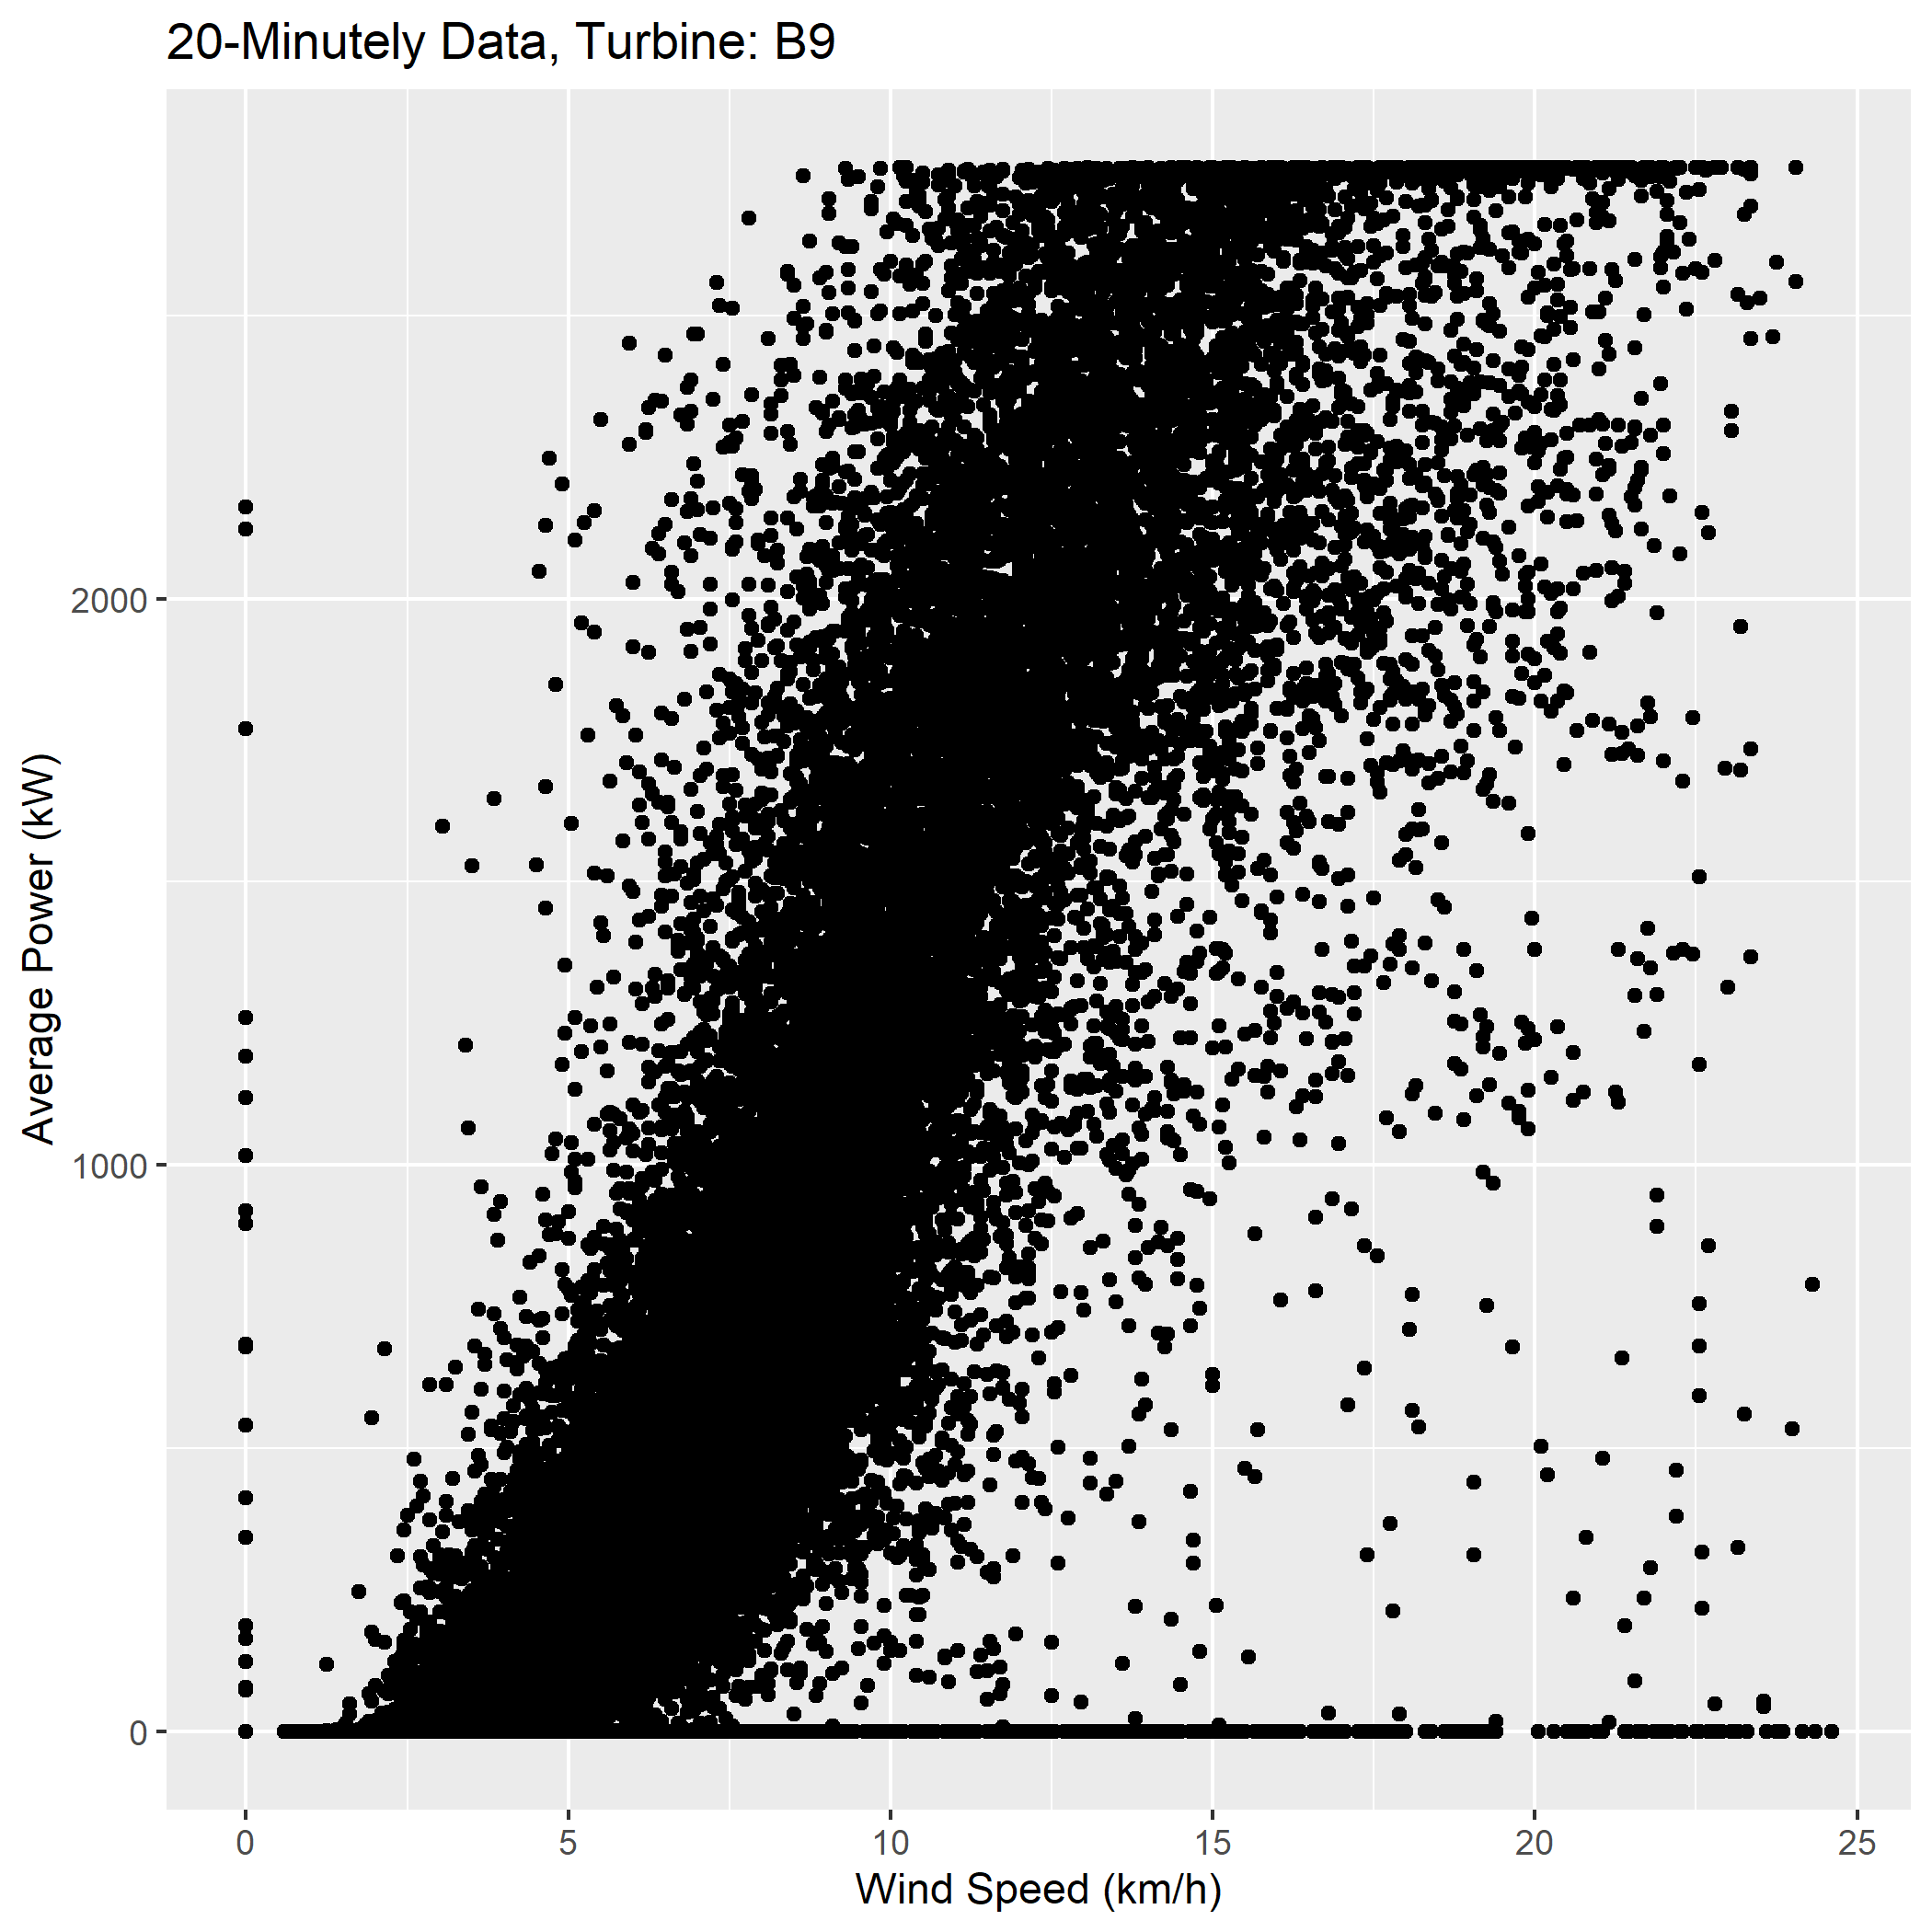 20-Minutely Data, Turbine: B9
Average Power (kW)
2000
1000
0
0 5 10 15 20 25
Wind Speed (km/h)